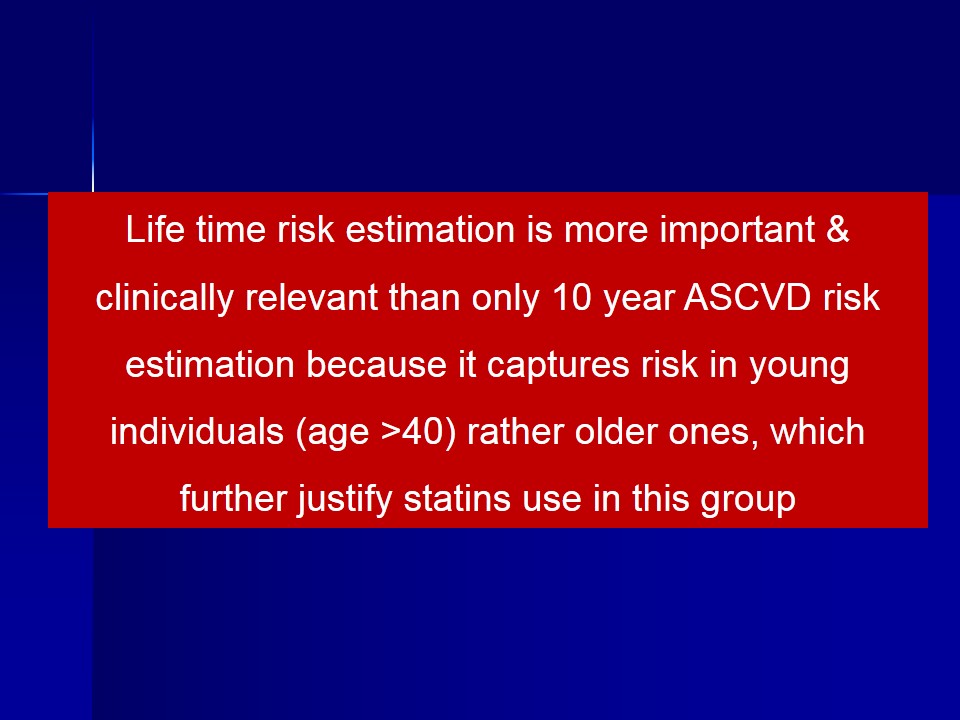 Life time risk estimation is more important &
clinically relevant than only 10 year ASCVD risk
estimation because it captures risk in young
individuals (age >40) rather older ones, which
further justify statins use in this group